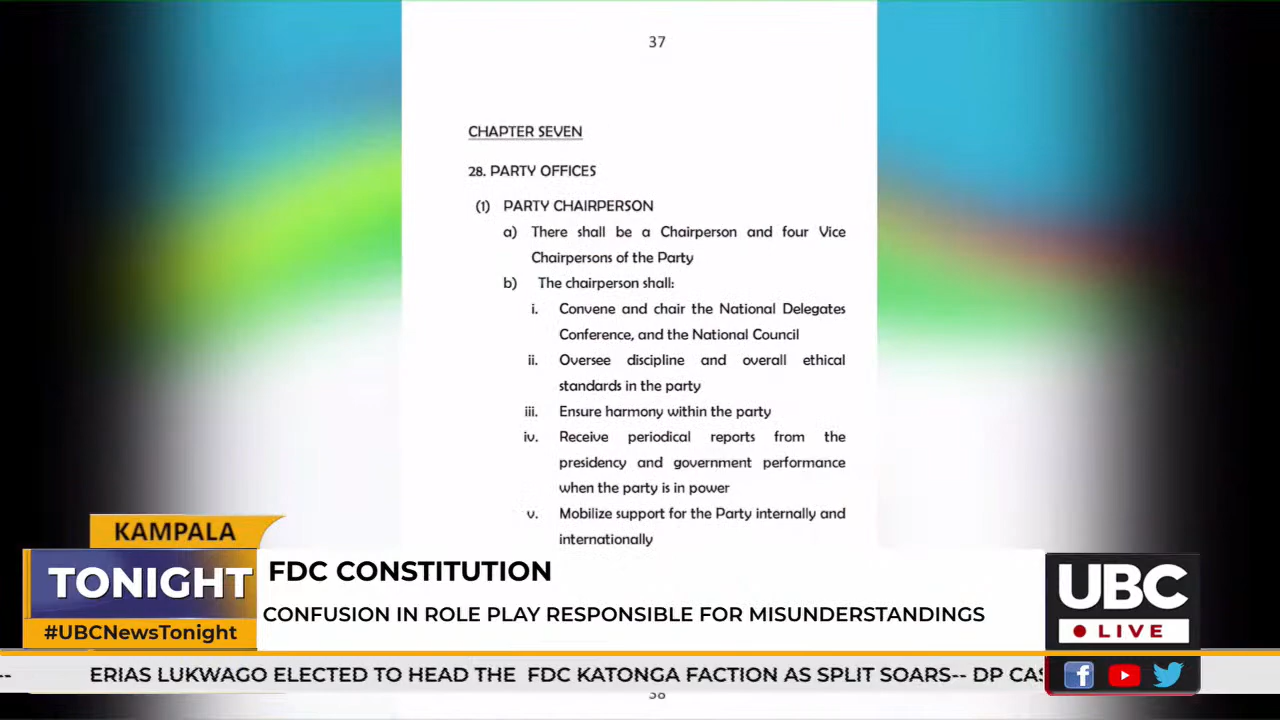 37
CHAPTER SEVEN
28. PARTY OFFICES
(1) PARTY CHAIRPERSON
a) There shall be a Chairperson and four Vice
Chairpersons of the Party
b) The chairperson shall:
i. Convene and chair the National Delegates
Conference, and the National Council
ii. Oversee discipline and overall ethical
standards in the party
iii. Ensure harmony within the party
iv. Receive periodical reports from the
presidency and government performance
when the party is in power
v. Mobilize support for the Party internally and
internationally
KAMPALA
TONIGHT
#UBCNewsTonight
FDC CONSTITUTION
CONFUSION IN ROLE PLAY RESPONSIBLE FOR MISUNDERSTANDINGS
UBC
LIVE
-- ERIAS LUKWAGO ELECTED TO HEAD THE FDC KATONGA FACTION AS SPLIT SOARS-- DP